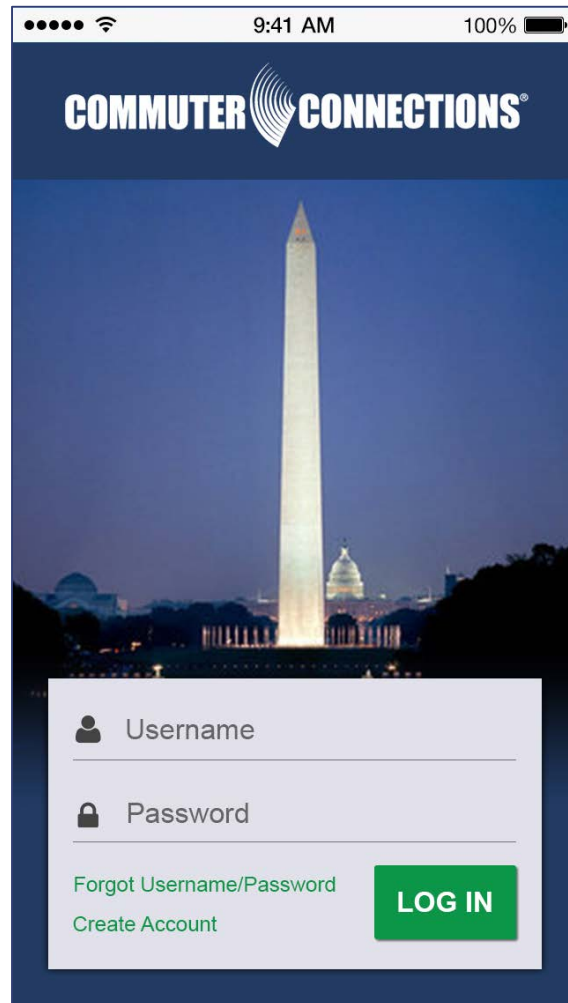 9:41 AM 100%
COMMUTER CONNECTIONS®
Username
Password
Forgot Username/Password
Create Account
LOG IN